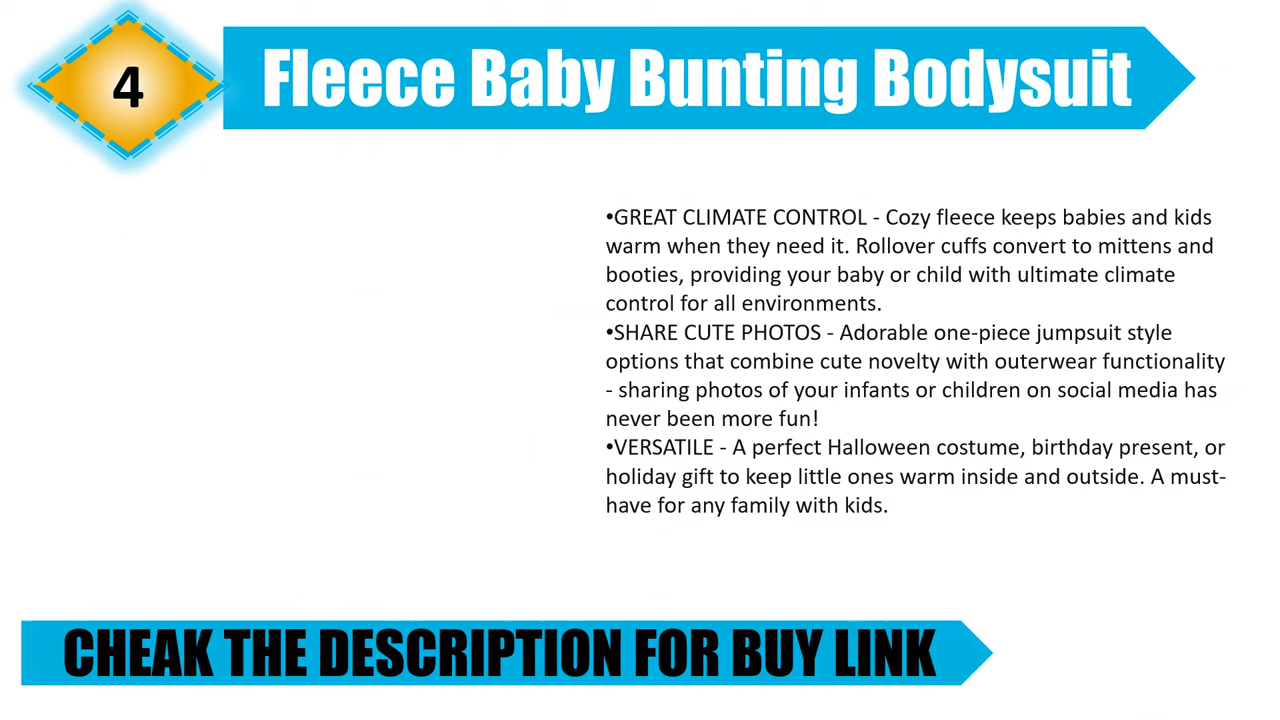 4
Fleece Baby Bunting Bodysuit
•GREAT CLIMATE CONTROL - Cozy fleece keeps babies and kids
warm when they need it. Rollover cuffs convert to mittens and
booties, providing your baby or child with ultimate climate
control for all environments.
•SHARE CUTE PHOTOS - Adorable one-piece jumpsuit style
options that combine cute novelty with outerwear functionality
- sharing photos of your infants or children on social media has
never been more fun!
•VERSATILE - A perfect Halloween costume, birthday present, or
holiday gift to keep little ones warm inside and outside. A must-
have for any family with kids.
CHEAK THE DESCRIPTION FOR BUY LINK